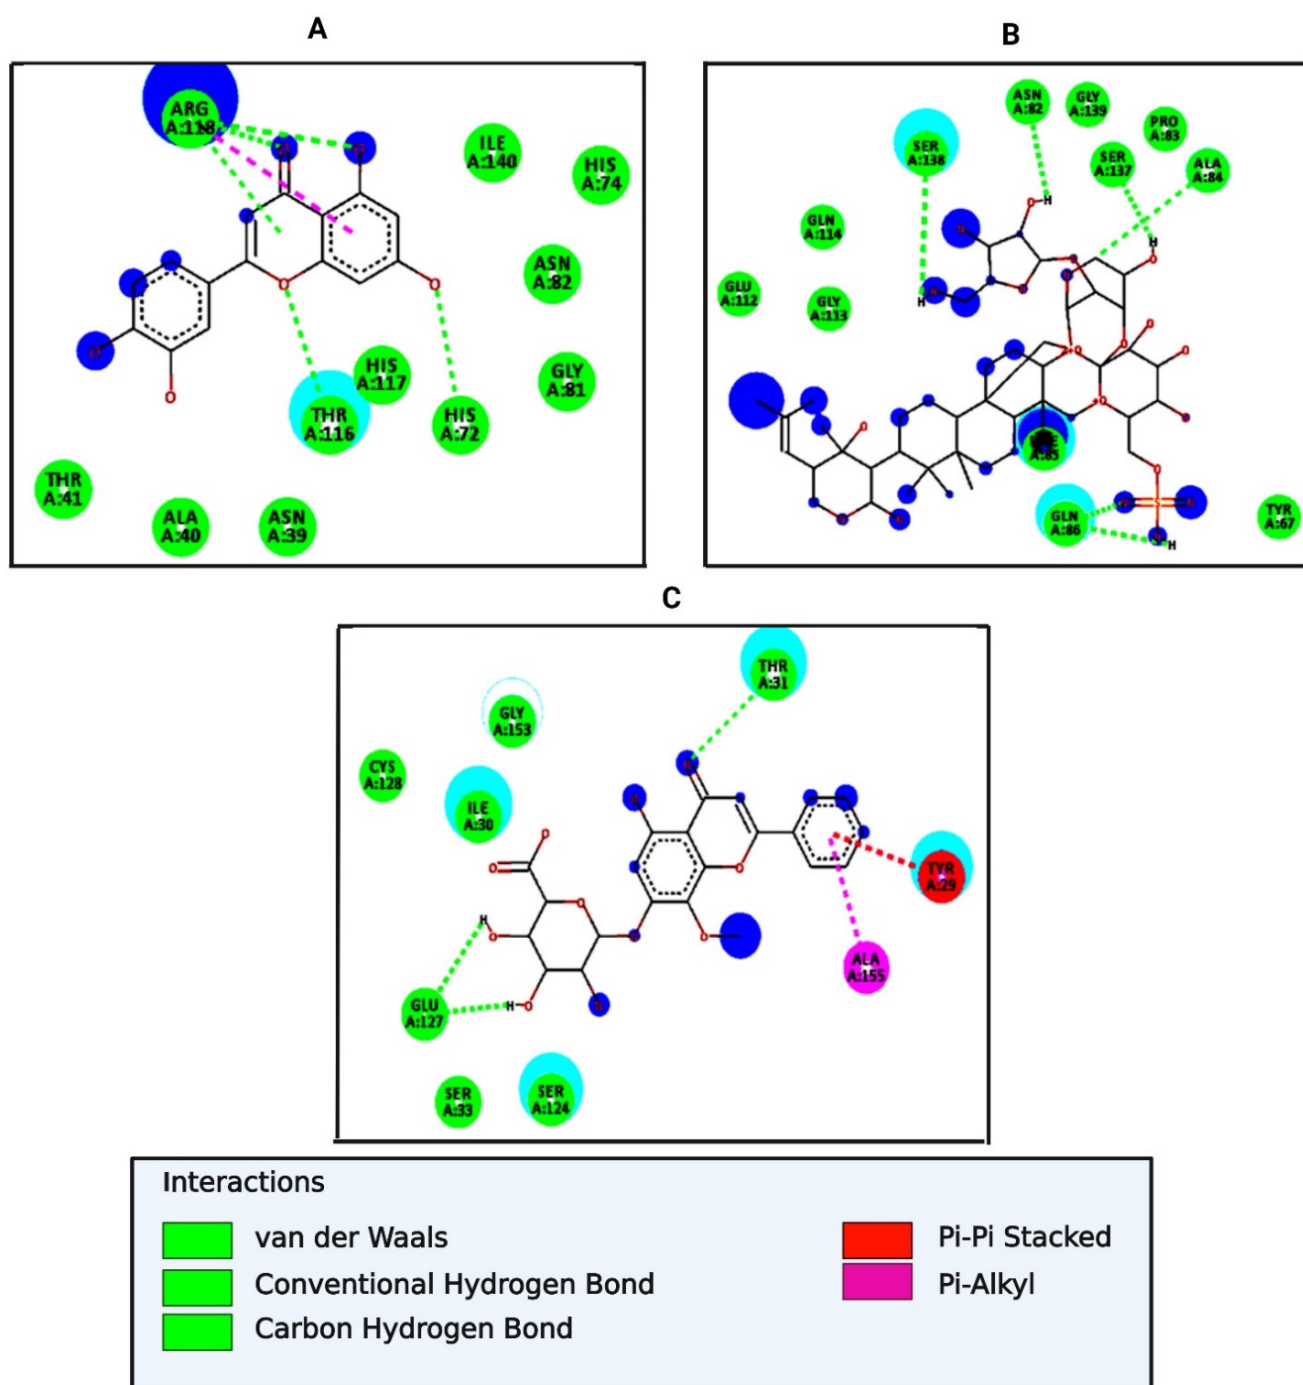 A
ARG
A:118
ILE
A:140
HIS
A:74
ASN
A:82
HIS
A:117
GLY
A:81
THR
A:116
HIS
A:72
THR
A:41
ALA
A:40
ASN
A:39
O
O
O
B
ASN
A:82
GLY
A:139
PRO
A:83
SER
A:138
SER
A:137
ALA
A:84
GLN
A:114
GLU
A:112
GLY
A:113
A:85
GLN
A:86
TYR
A:67
O-H
H
O
H
O
O
O
O
O
S
H
C
THR
A:31
GLY
A:153
CYS
A:128
ILE
A:30
TYR
A:29
ALA
A:155
GLU
A:127
SER
A:33
SER
A:124
O
O
O
O
O
H
O
H-O
Interactions
van der Waals
Conventional Hydrogen Bond
Carbon Hydrogen Bond
Pi-Pi Stacked
Pi-Alkyl